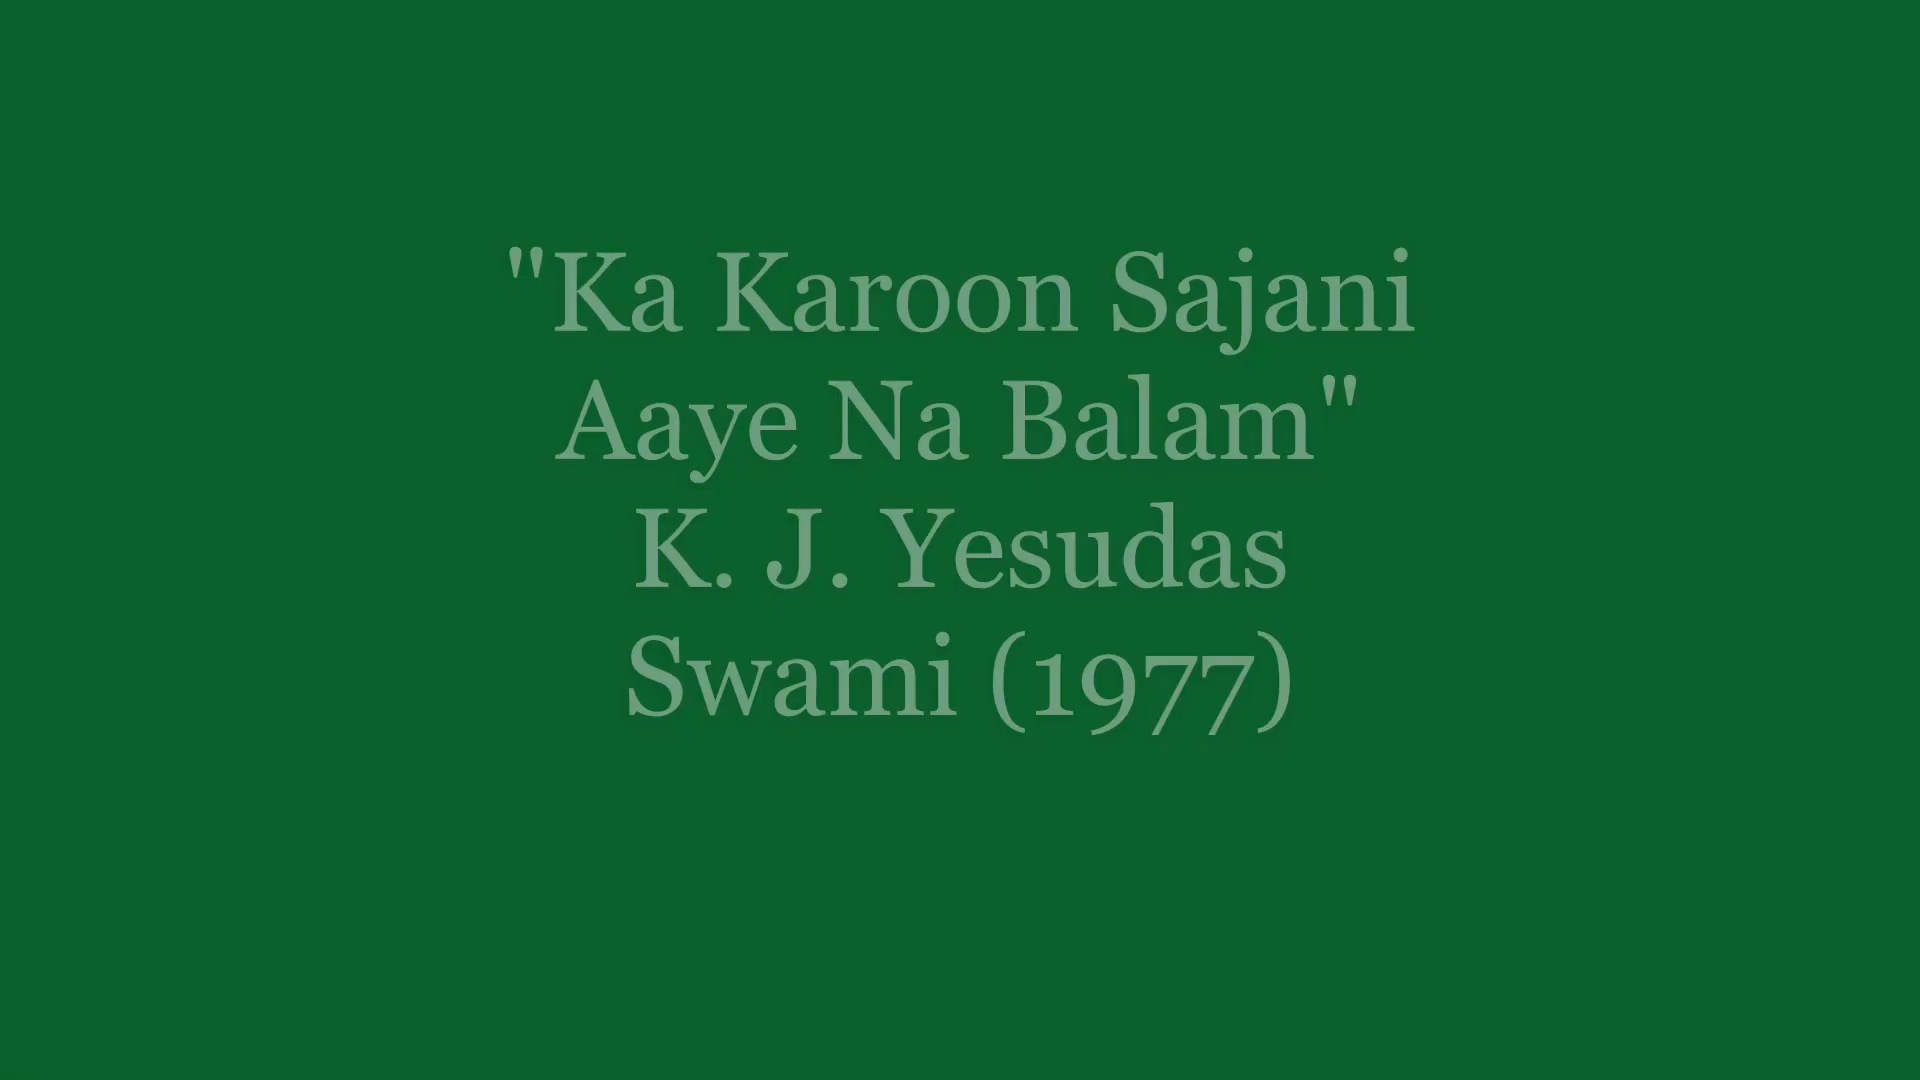 "Ka Karoon Sajani
Aaye Na Balam"
K. J. Yesudas
Swami (1977)